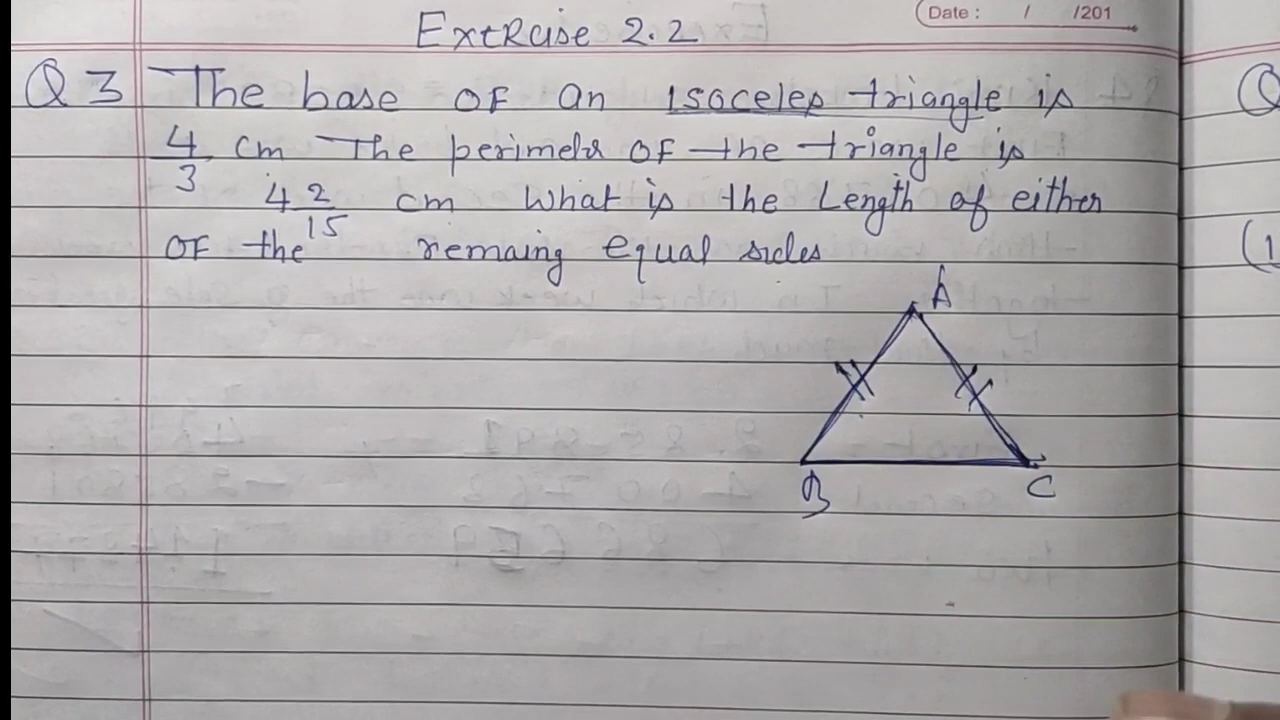 Date : / /201
Exercise 2.2
Q 3 The base of an isoceles triangle is
4/3 cm The perimeter of the triangle is
4 2/15 cm What is the Length of either
of the remaing equal sides
A
B C
Q
(1